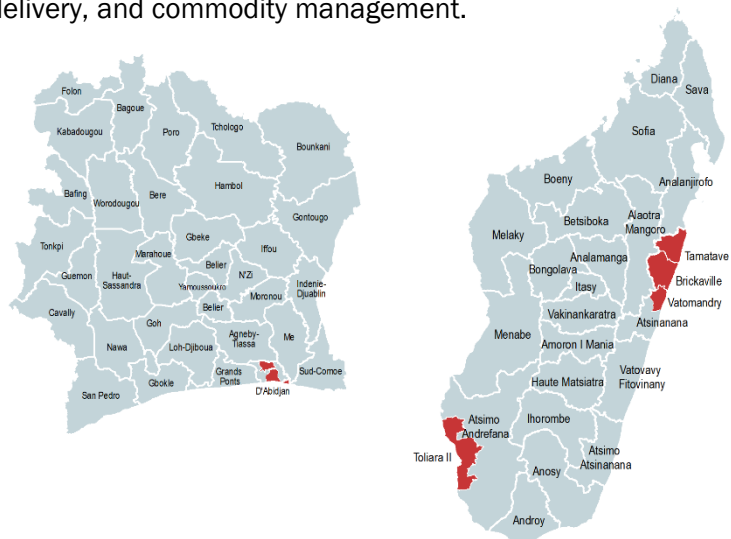 delivery, and commodity management.
Folon
Bagoue
Kabadougou
Poro
Tchologo
Bounkani
Hambol
Bafing
Worodougou
Bere
Gontougo
Gbeke
Tonkpi
Marahoue
Iffou
Belier
N'Zi
Guemon
Haut-
Sassandra
Yamoussoukro
Indenie-
Djuablin
Moronou
Belier
Cavally
Goh
Agneby-
Tiassa
Me
Nawa
Loh-Djiboua
Grands
Ponts
Sud-Comoe
San Pedro
Gbokle
D'Abidjan
Diana
Sava
Sofia
Boeny
Analanjirofo
Betsiboka
Alaotra
Mangoro
Melaky
Analamanga
Tamatave
Bongolava
Brickaville
Itasy
Vatomandry
Vakinankaratra
Atsinanana
Menabe
Amoron I Mania
Vatovavy
Fitovinany
Haute Matsiatra
Atsimo
Andrefana
Ihorombe
Toliara II
Atsimo
Atsinanana
Anosy
Androy